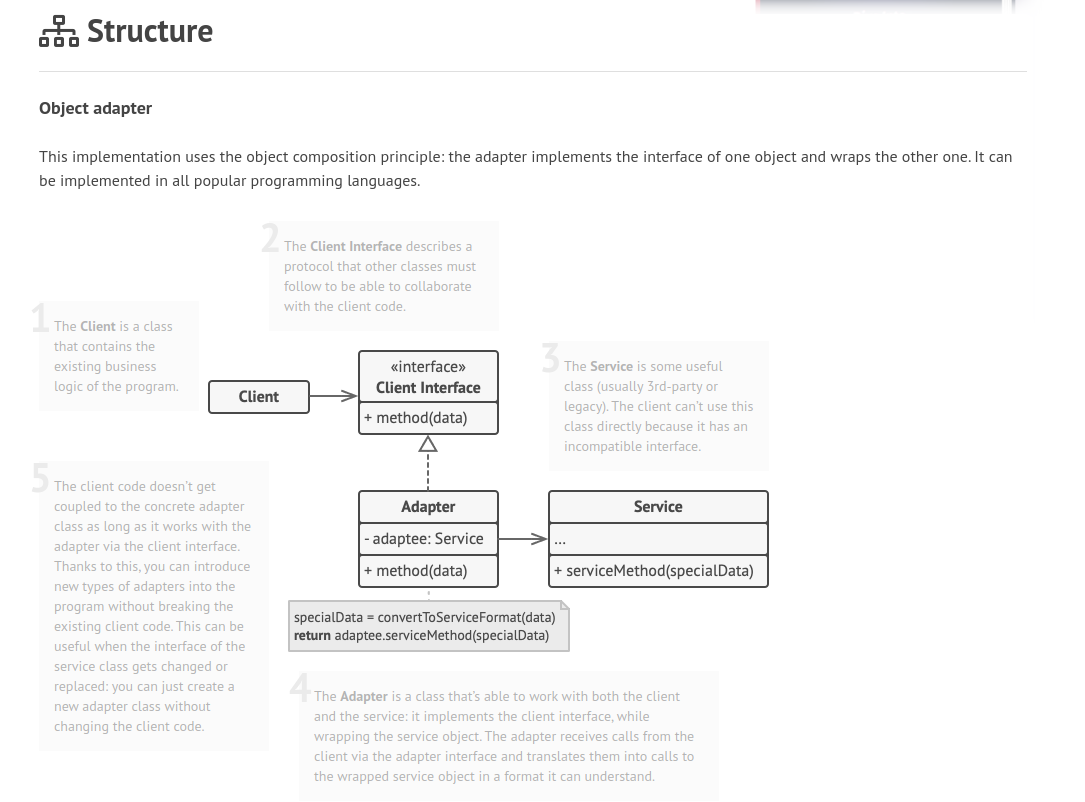 Structure
Object adapter
This implementation uses the object composition principle: the adapter implements the interface of one object and wraps the other one. It can
be implemented in all popular programming languages.
1
The Client is a class
that contains the
existing business
logic of the program.
2
The Client Interface describes a
protocol that other classes must
follow to be able to collaborate
with the client code.
Client
«interface»
Client Interface
+ method(data)
3
The Service is some useful
class (usually 3rd-party or
legacy). The client can’t use this
class directly because it has an
incompatible interface.
Adapter
- adaptee: Service
+ method(data)
Service
...
+ serviceMethod(specialData)
specialData = convertToServiceFormat(data)
return adaptee.serviceMethod(specialData)
4
The Adapter is a class that’s able to work with both the client
and the service: it implements the client interface, while
wrapping the service object. The adapter receives calls from the
client via the adapter interface and translates them into calls to
the wrapped service object in a format it can understand.
5
The client code doesn’t get
coupled to the concrete adapter
class as long as it works with the
adapter via the client interface.
Thanks to this, you can introduce
new types of adapters into the
program without breaking the
existing client code. This can be
useful when the interface of the
service class gets changed or
replaced: you can just create a
new adapter class without
changing the client code.